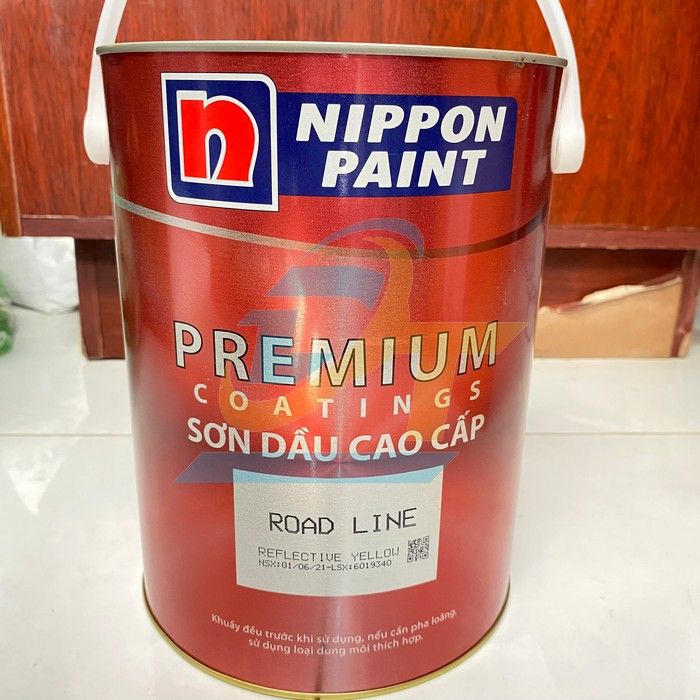 n
NIPPON
PAINT
PREMIUM
COATINGS
SƠN DẦU CAO CẤP
ROAD LINE
REFLECTIVE YELLOW
NSX:01/06/21-LSX:6019340
Khuấy đều trước khi sử dụng, nếu cần pha loãng,
sử dụng loại dung môi thích hợp.